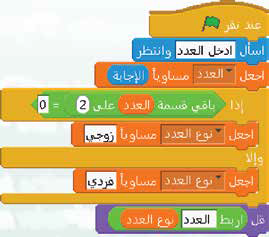 عند نقر
اسأل ادخل العدد وانتظر
اجعل العدد مساوياً الإجابة
إذا باقي قسمة العدد على 2 = 0
اجعل نوع العدد مساوياً زوجي
وإلا
اجعل نوع العدد مساوياً فردي
قل اربط العدد نوع العدد